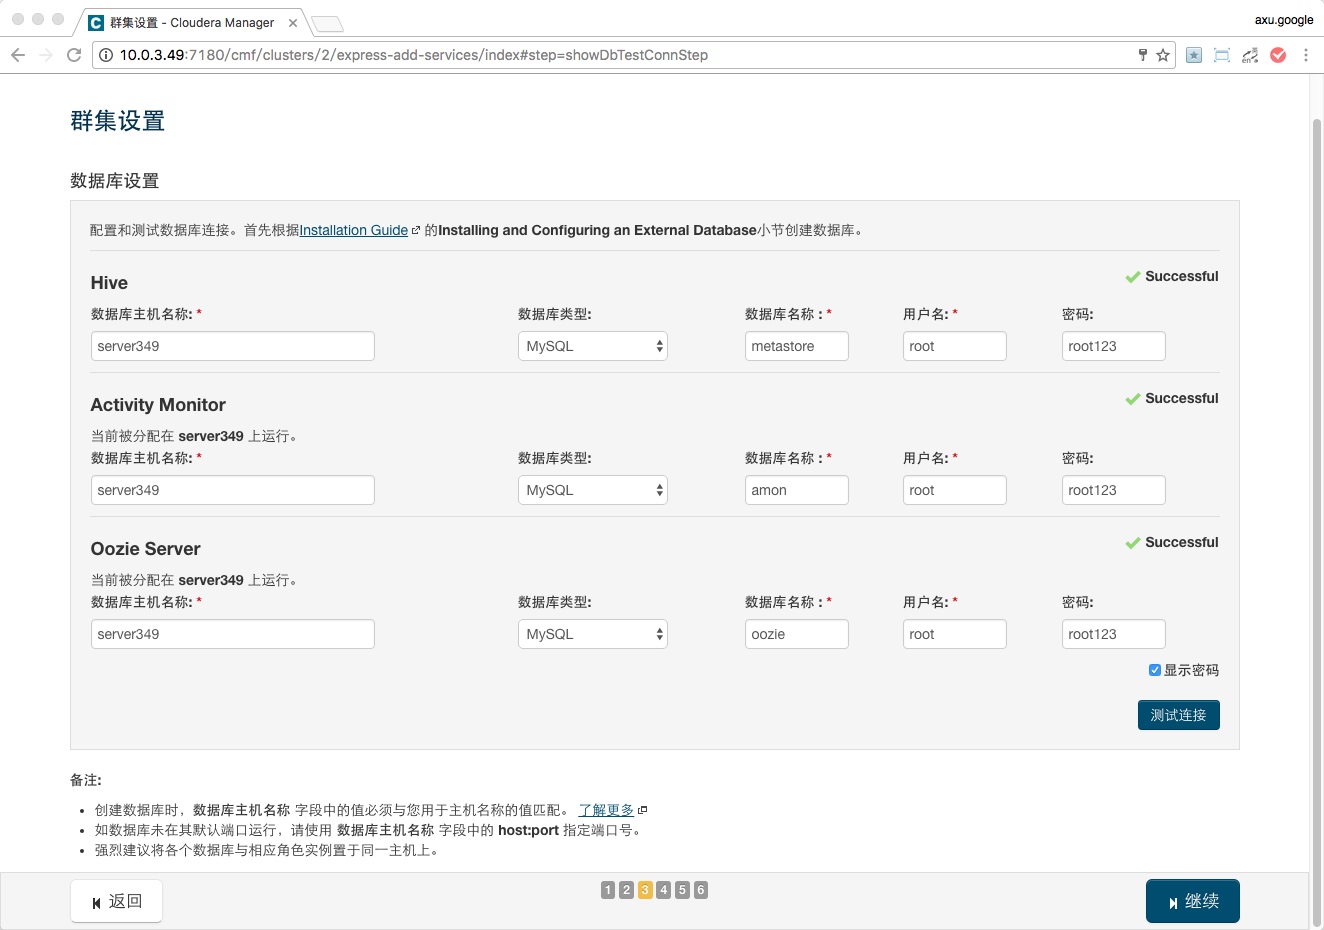 群集设置 - Cloudera Manager
axu.google
10.0.3.49:7180/cmf/clusters/2/express-add-services/index#step=showDbTestConnStep
群集设置
数据库设置
配置和测试数据库连接。首先根据Installation Guide 的Installing and Configuring an External Database小节创建数据库。
Hive
Successful
数据库主机名称: * 数据库类型: 数据库名称 : * 用户名: * 密码:
server349 MySQL metastore root root123
Activity Monitor
Successful
当前被分配在 server349 上运行。
数据库主机名称: * 数据库类型: 数据库名称 : * 用户名: * 密码:
server349 MySQL amon root root123
Oozie Server
Successful
当前被分配在 server349 上运行。
数据库主机名称: * 数据库类型: 数据库名称 : * 用户名: * 密码:
server349 MySQL oozie root root123
显示密码
测试连接
备注:
• 创建数据库时，数据库主机名称 字段中的值必须与您用于主机名称的值匹配。 了解更多
• 如数据库未在其默认端口运行，请使用 数据库主机名称 字段中的 host:port 指定端口号。
• 强烈建议将各个数据库与相应角色实例置于同一主机上。
返回 1 2 3 4 5 6 继续